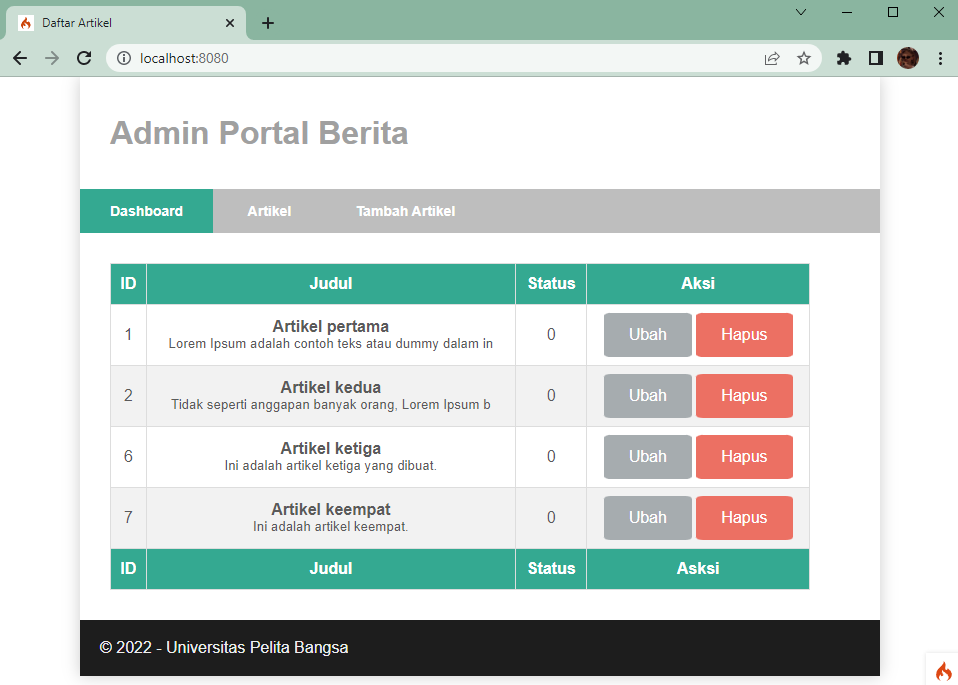 Daftar Artikel
localhost:8080
Admin Portal Berita
Dashboard Artikel Tambah Artikel
ID Judul Status Aksi
1 Artikel pertama 0 Ubah Hapus
Lorem Ipsum adalah contoh teks atau dummy dalam in
2 Artikel kedua 0 Ubah Hapus
Tidak seperti anggapan banyak orang, Lorem Ipsum b
6 Artikel ketiga 0 Ubah Hapus
Ini adalah artikel ketiga yang dibuat.
7 Artikel keempat 0 Ubah Hapus
Ini adalah artikel keempat.
ID Judul Status Asksi
© 2022 - Universitas Pelita Bangsa